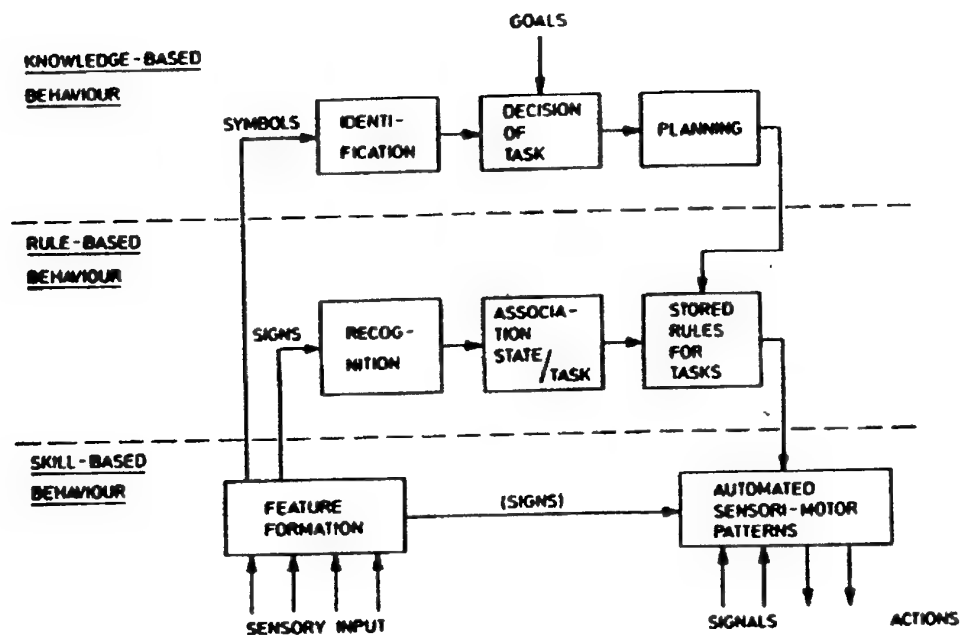 GOALS
KNOWLEDGE-BASED
BEHAVIOUR
SYMBOLS
IDENTI-
FICATION
DECISION
OF
TASK
PLANNING
RULE-BASED
BEHAVIOUR
SIGNS
RECOG-
NITION
ASSOCIA-
TION
STATE/
TASK
STORED
RULES
FOR
TASKS
SKILL-BASED
BEHAVIOUR
FEATURE
FORMATION
(SIGNS)
AUTOMATED
SENSORI-MOTOR
PATTERNS
SENSORY INPUT
SIGNALS
ACTIONS